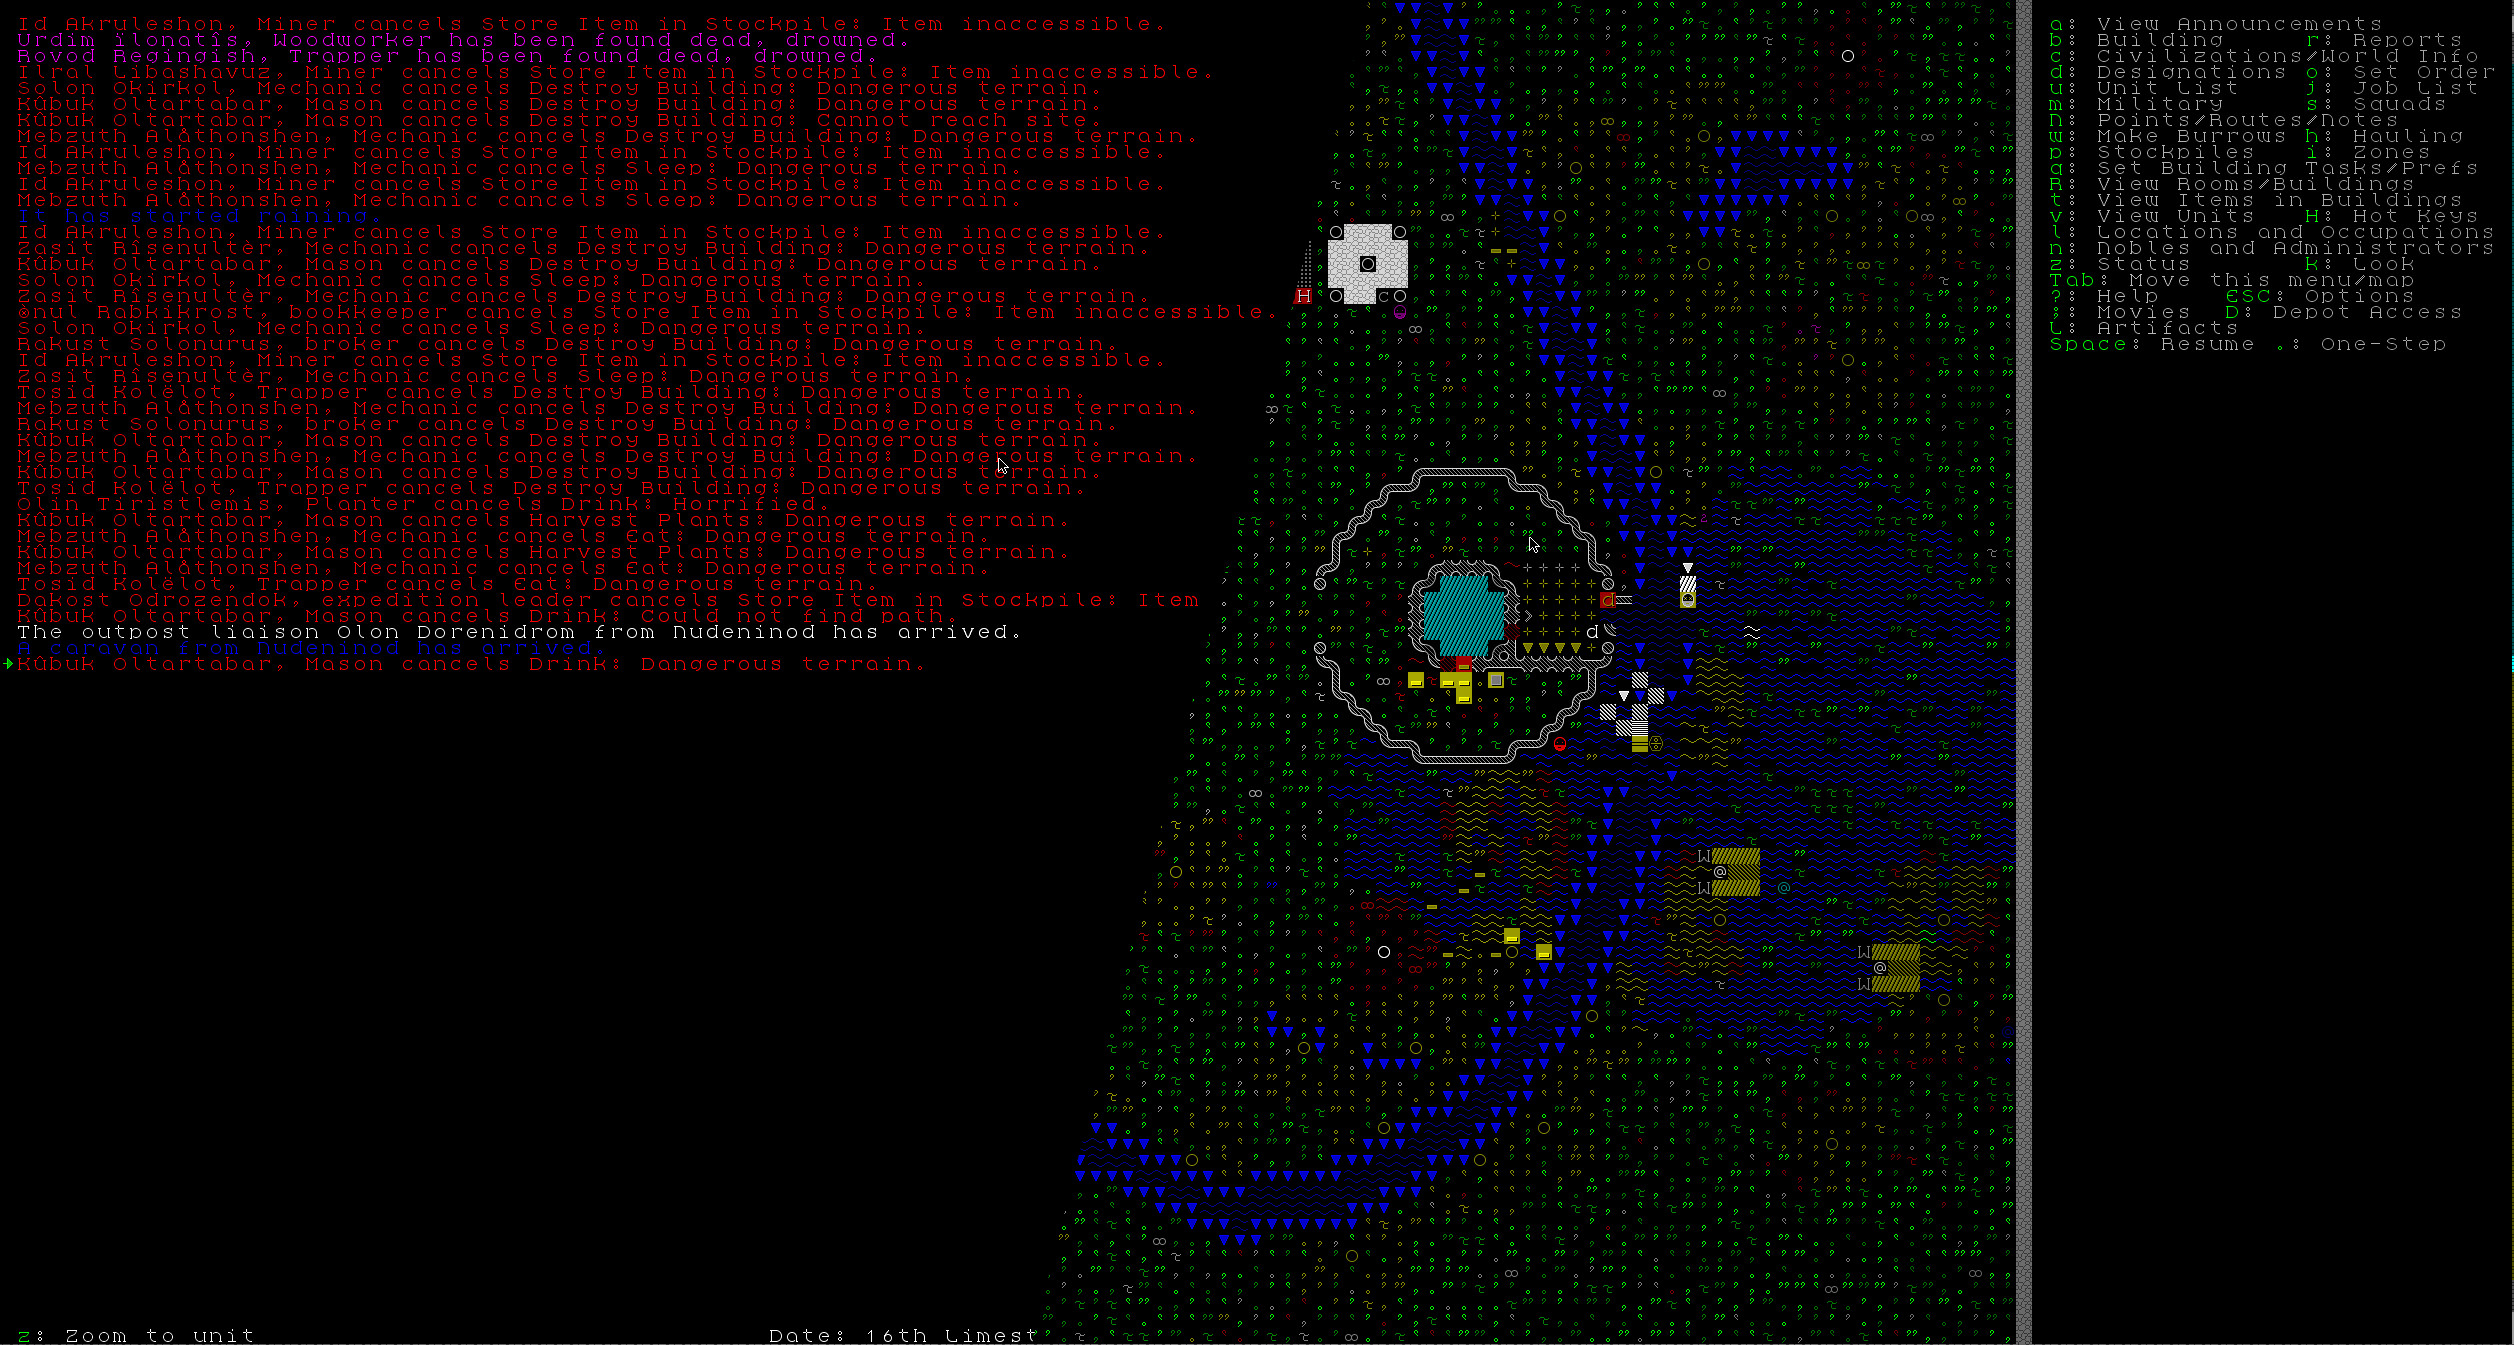 Id Akruleshon, Miner cancels Store Item in Stockpile: Item inaccessible.
Urdim Ilonatîs, Woodworker has been found dead, drowned.
Rovod Regingish, Trapper has been found dead, drowned.
Ilral Libashavuz, Miner cancels Store Item in Stockpile: Item inaccessible.
Solon Okirkol, Mechanic cancels Destroy Building: Dangerous terrain.
Kûbuk Oltartabar, Mason cancels Destroy Building: Dangerous terrain.
Kûbuk Oltartabar, Mason cancels Destroy Building: Cannot reach site.
Mebzuth Alåthonshen, Mechanic cancels Destroy Building: Dangerous terrain.
Id Akruleshon, Miner cancels Store Item in Stockpile: Item inaccessible.
Mebzuth Alåthonshen, Mechanic cancels Sleep: Dangerous terrain.
Id Akruleshon, Miner cancels Store Item in Stockpile: Item inaccessible.
Mebzuth Alåthonshen, Mechanic cancels Sleep: Dangerous terrain.
It has started raining.
Id Akruleshon, Miner cancels Store Item in Stockpile: Item inaccessible.
Zasit Rîsenultèr, Mechanic cancels Destroy Building: Dangerous terrain.
Kûbuk Oltartabar, Mason cancels Destroy Building: Dangerous terrain.
Solon Okirkol, Mechanic cancels Sleep: Dangerous terrain.
Zasit Rîsenultèr, Mechanic cancels Destroy Building: Dangerous terrain.
Rabkikrost, bookkeeper cancels Store Item in Stockpile: Item inaccessible.
Solon Okirkol, Mechanic cancels Sleep: Dangerous terrain.
Rakust Solonurus, broker cancels Destroy Building: Dangerous terrain.
Id Akruleshon, Miner cancels Store Item in Stockpile: Item inaccessible.
Zasit Rîsenultèr, Mechanic cancels Sleep: Dangerous terrain.
Tosid Kolëlot, Trapper cancels Destroy Building: Dangerous terrain.
Mebzuth Alåthonshen, Mechanic cancels Destroy Building: Dangerous terrain.
Rakust Solonurus, broker cancels Destroy Building: Dangerous terrain.
Kûbuk Oltartabar, Mason cancels Destroy Building: Dangerous terrain.
Mebzuth Alåthonshen, Mechanic cancels Destroy Building: Dangerous terrain.
Kûbuk Oltartabar, Mason cancels Destroy Building: Dangerous terrain.
Tosid Kolëlot, Trapper cancels Destroy Building: Dangerous terrain.
Olin Tiristlemis, Planter cancels Drink: Horrified.
Kûbuk Oltartabar, Mason cancels Harvest Plants: Dangerous terrain.
Mebzuth Alåthonshen, Mechanic cancels Eat: Dangerous terrain.
Kûbuk Oltartabar, Mason cancels Harvest Plants: Dangerous terrain.
Mebzuth Alåthonshen, Mechanic cancels Eat: Dangerous terrain.
Tosid Kolëlot, Trapper cancels Eat: Dangerous terrain.
Dakost Odrozendok, expedition leader cancels Store Item in Stockpile: Item
Kûbuk Oltartabar, Mason cancels Drink: Could not find path.
The outpost liaison Olon Dorenidrom from Nudeninod has arrived.
A caravan from Nudeninod has arrived.
Kûbuk Oltartabar, Mason cancels Drink: Dangerous terrain.
z: Zoom to unit
Date: 16th Limest
a: View Announcements
b: Building r: Reports
c: Civilizations/World Info
d: Designations o: Set Order
u: Unit List j: Job List
m: Military s: Squads
N: Points/Routes/Notes
w: Make Burrows h: Hauling
p: Stockpiles i: Zones
q: Set Building Tasks/Prefs
R: View Rooms/Buildings
t: View Items in Buildings
v: View Units H: Hot Keys
l: Locations and Occupations
n: Nobles and Administrators
z: Status k: Look
Tab: Move this menu/map
?: Help ESC: Options
;: Movies D: Depot Access
L: Artifacts
Space: Resume .: One-Step